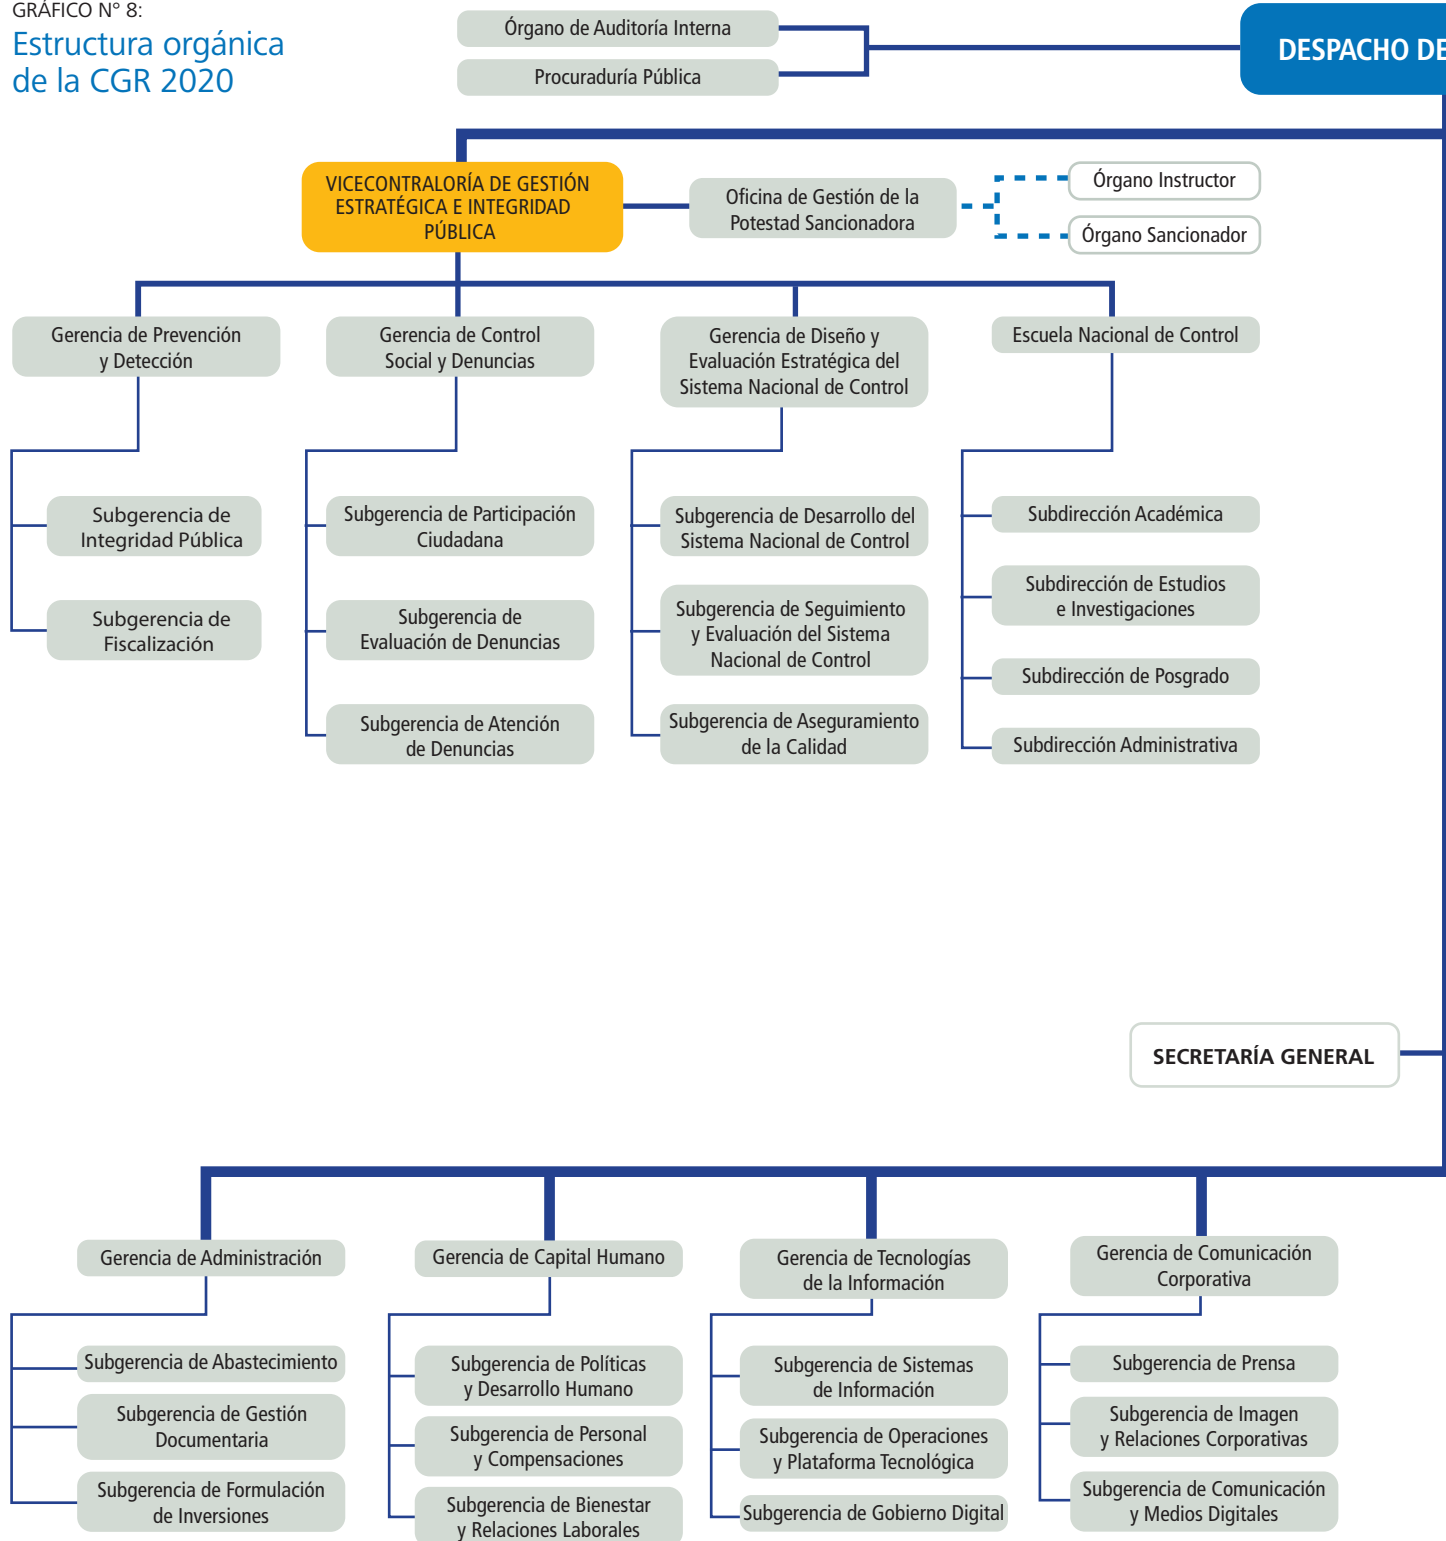 GRÁFICO N° 8:
Estructura orgánica
de la CGR 2020
Órgano de Auditoría Interna
Procuraduría Pública
DESPACHO DE
VICECONTRALORÍA DE GESTIÓN
ESTRATÉGICA E INTEGRIDAD
PÚBLICA
Oficina de Gestión de la
Potestad Sancionadora
Órgano Instructor
Órgano Sancionador
Gerencia de Prevención
y Detección
Gerencia de Control
Social y Denuncias
Gerencia de Diseño y
Evaluación Estratégica del
Sistema Nacional de Control
Escuela Nacional de Control
Subgerencia de
Integridad Pública
Subgerencia de
Fiscalización
Subgerencia de Participación
Ciudadana
Subgerencia de
Evaluación de Denuncias
Subgerencia de Atención
de Denuncias
Subgerencia de Desarrollo del
Sistema Nacional de Control
Subgerencia de Seguimiento
y Evaluación del Sistema
Nacional de Control
Subgerencia de Aseguramiento
de la Calidad
Subdirección Académica
Subdirección de Estudios
e Investigaciones
Subdirección de Posgrado
Subdirección Administrativa
SECRETARÍA GENERAL
Gerencia de Administración
Gerencia de Capital Humano
Gerencia de Tecnologías
de la Información
Gerencia de Comunicación
Corporativa
Subgerencia de Abastecimiento
Subgerencia de Gestión
Documentaria
Subgerencia de Formulación
de Inversiones
Subgerencia de Políticas
y Desarrollo Humano
Subgerencia de Personal
y Compensaciones
Subgerencia de Bienestar
y Relaciones Laborales
Subgerencia de Sistemas
de Información
Subgerencia de Operaciones
y Plataforma Tecnológica
Subgerencia de Gobierno Digital
Subgerencia de Prensa
Subgerencia de Imagen
y Relaciones Corporativas
Subgerencia de Comunicación
y Medios Digitales